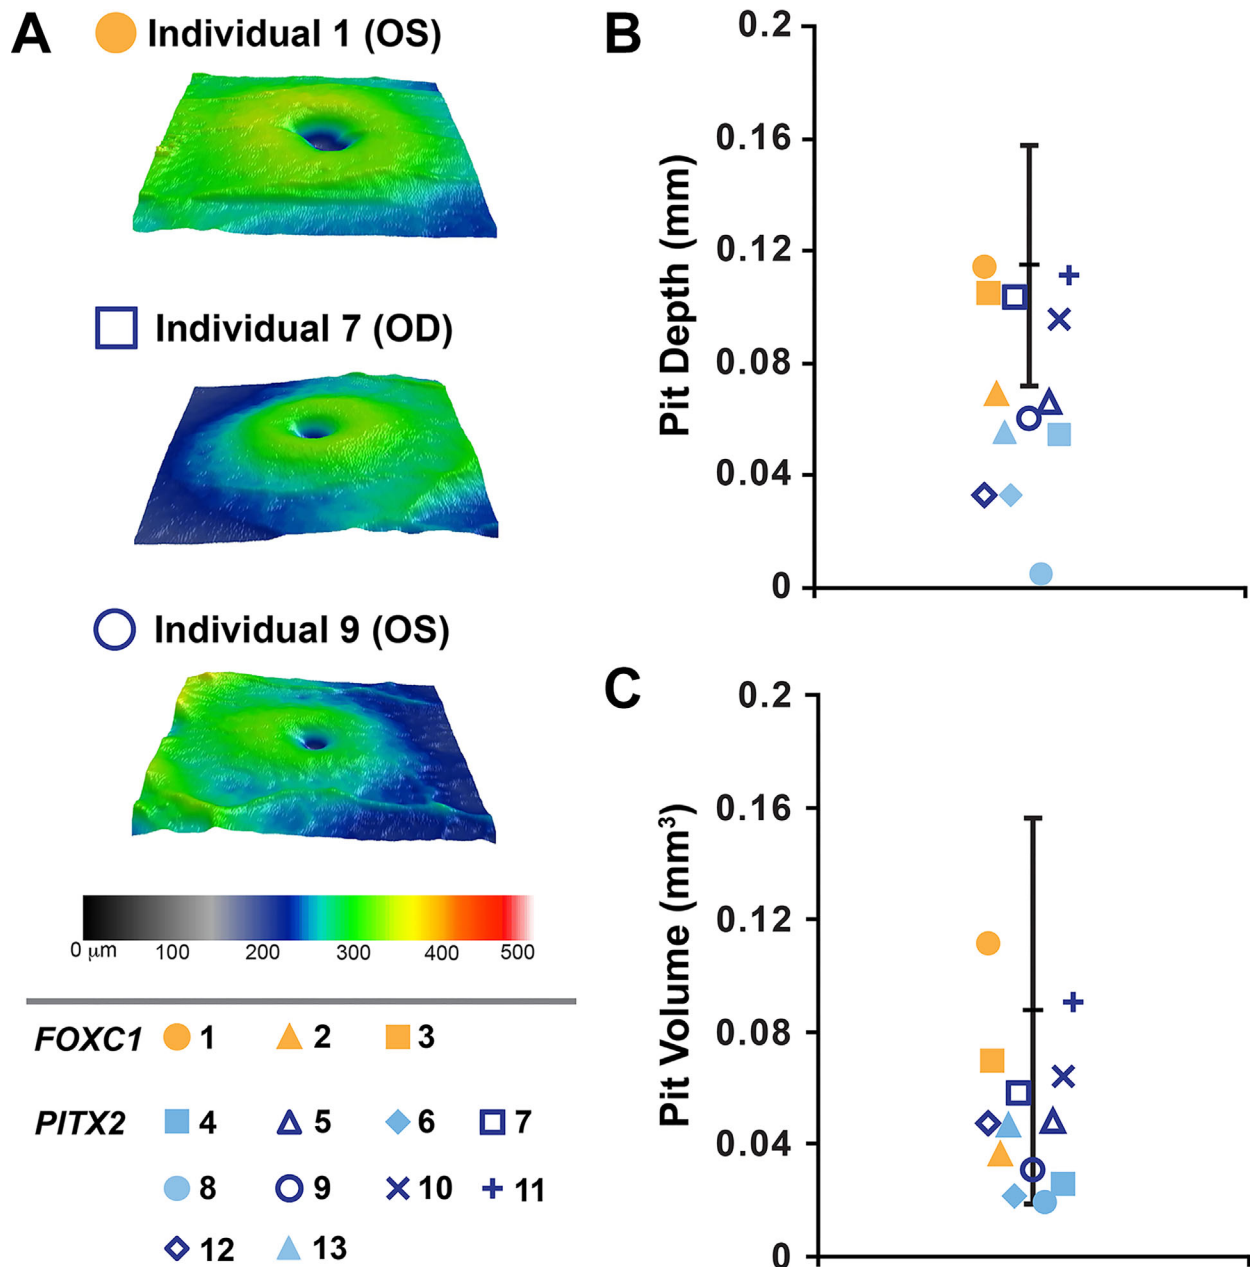 A
Individual 1 (OS)
Individual 7 (OD)
Individual 9 (OS)
0 μm 100 200 300 400 500
FOXC1 1 2 3
PITX2 4 5 6 7
8 9 10 11
12 13
B
Pit Depth (mm)
0.2
0.16
0.12
0.08
0.04
0
C
Pit Volume (mm³)
0.2
0.16
0.12
0.08
0.04
0